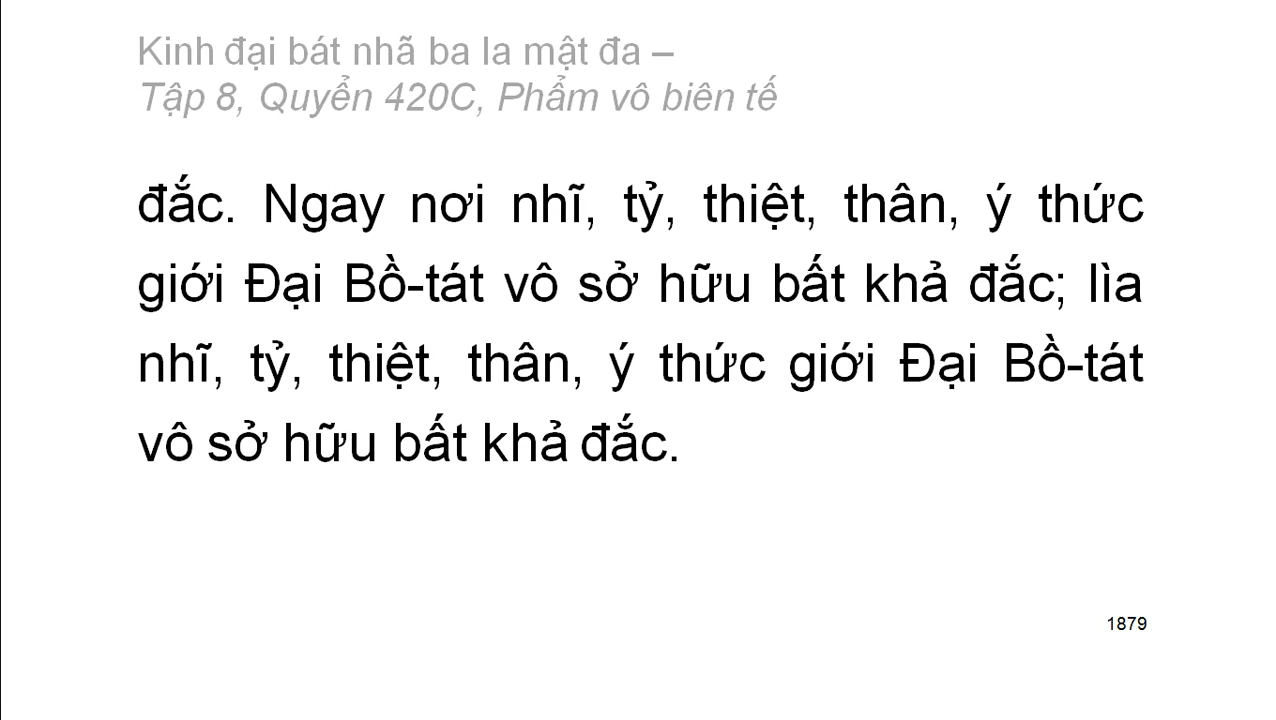 Kinh đại bát nhã ba la mật đa –
Tập 8, Quyển 420C, Phẩm vô biên tế
đắc. Ngay nơi nhĩ, tỷ, thiệt, thân, ý thức
giới Đại Bồ-tát vô sở hữu bất khả đắc; lìa
nhĩ, tỷ, thiệt, thân, ý thức giới Đại Bồ-tát
vô sở hữu bất khả đắc.
1879